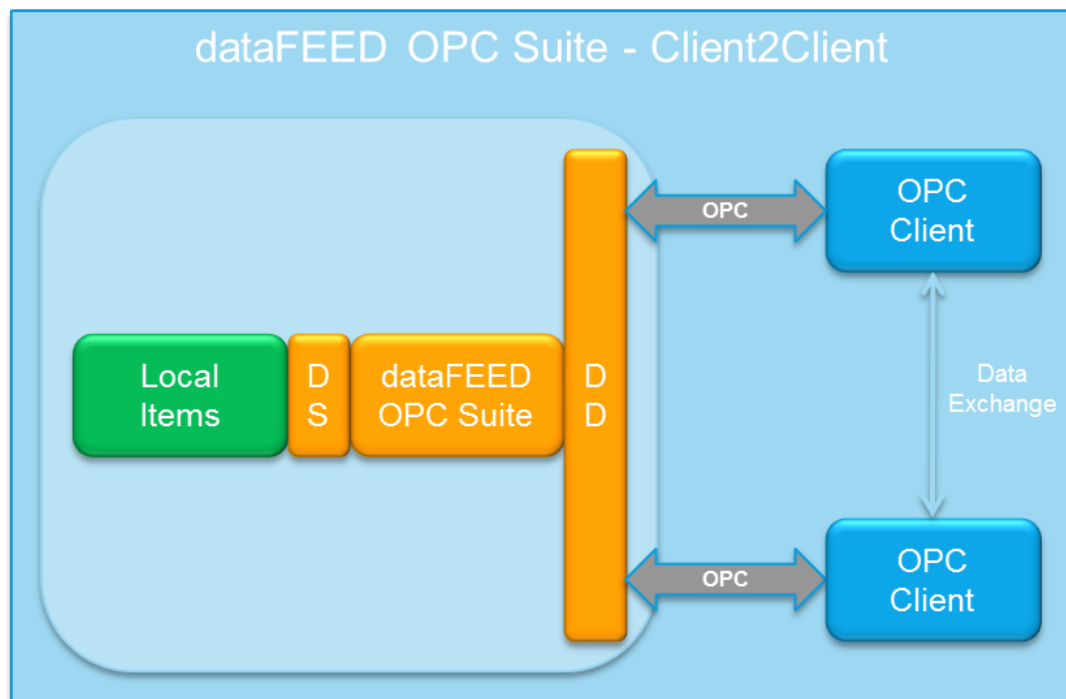 dataFEED OPC Suite - Client2Client
OPC
OPC
Client
Local
Items
D
S
dataFEED
OPC Suite
D
D
Data
Exchange
OPC
OPC
Client